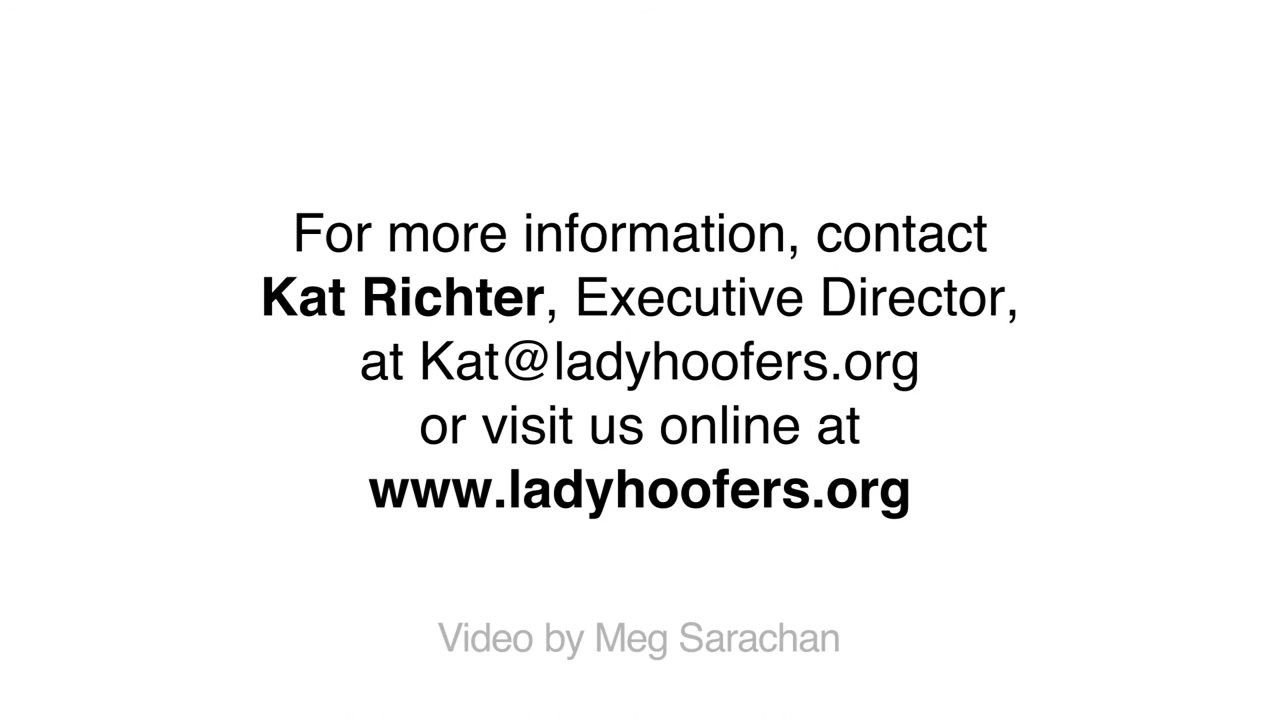 For more information, contact
Kat Richter, Executive Director,
at Kat@ladyhoofers.org
or visit us online at
www.ladyhoofers.org
Video by Meg Sarachan